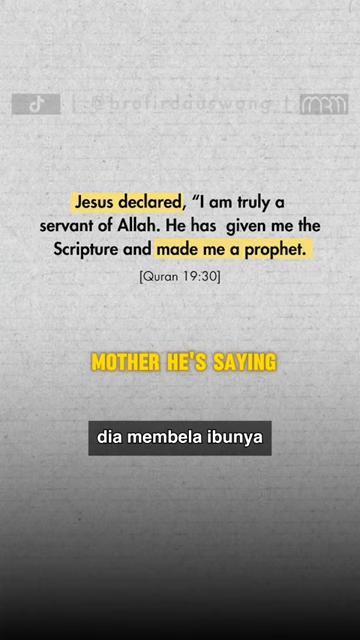 @brofirdauswong
Jesus declared, “I am truly a
servant of Allah. He has given me the
Scripture and made me a prophet.
[Quran 19:30]
MOTHER HE'S SAYING
dia membela ibunya